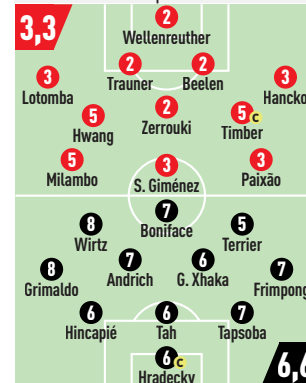 3,3
2
Wellenreuther
3 2 2 3
Lotomba Trauner Beelen Hancko
5 2 5 c
Hwang Zerrouki Timber
5 3 3
Milambo S. Giménez Paixão
8 7 5
Wirtz Boniface Terrier
8 7 6 7
Grimaldo Andrich G. Xhaka Frimpong
6 6 7
Hincapié Tah Tapsoba
6 c
Hradecky